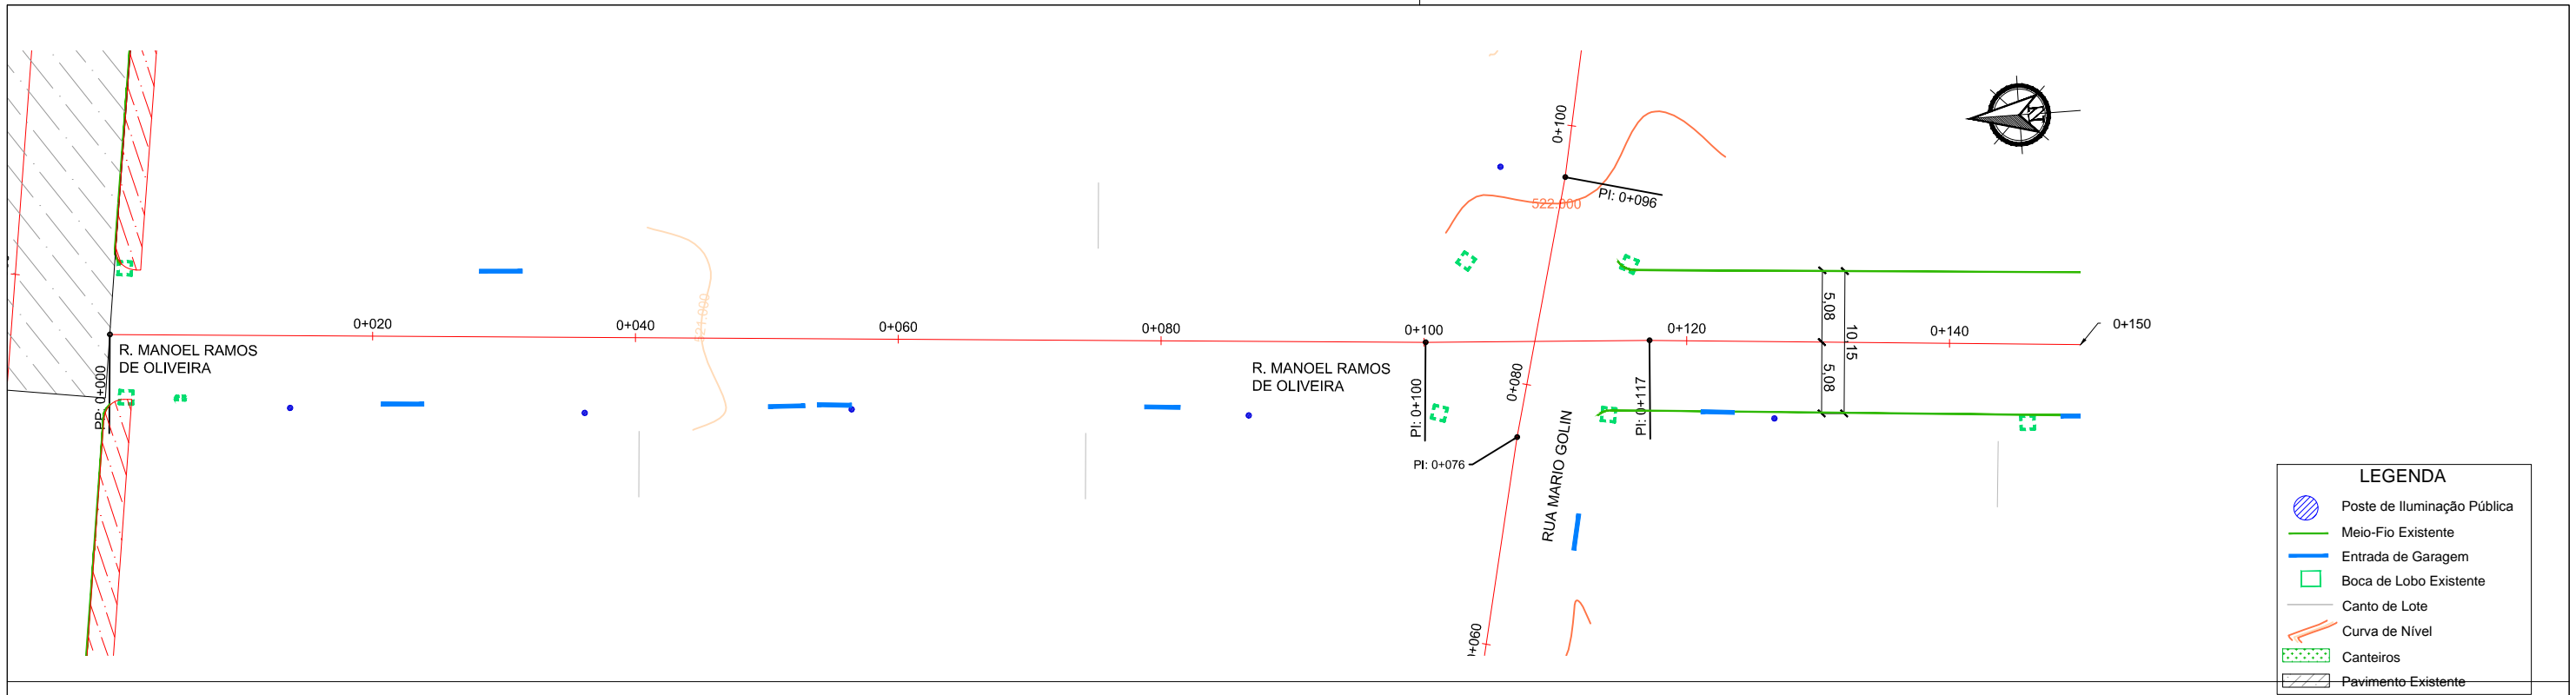 0+100
PI: 0+096
522.000
N
521.000
0+020
0+040
0+060
0+080
0+100
0+120
0+140
0+150
R. MANOEL RAMOS
DE OLIVEIRA
PP: 0+000
R. MANOEL RAMOS
DE OLIVEIRA
PI: 0+100
0+080
PI: 0+117
5,08
5,08
10,15
PI: 0+076
RUA MARIO GOLIN
0+060
LEGENDA
Poste de Iluminação Pública
Meio-Fio Existente
Entrada de Garagem
Boca de Lobo Existente
Canto de Lote
Curva de Nível
Canteiros
Pavimento Existente